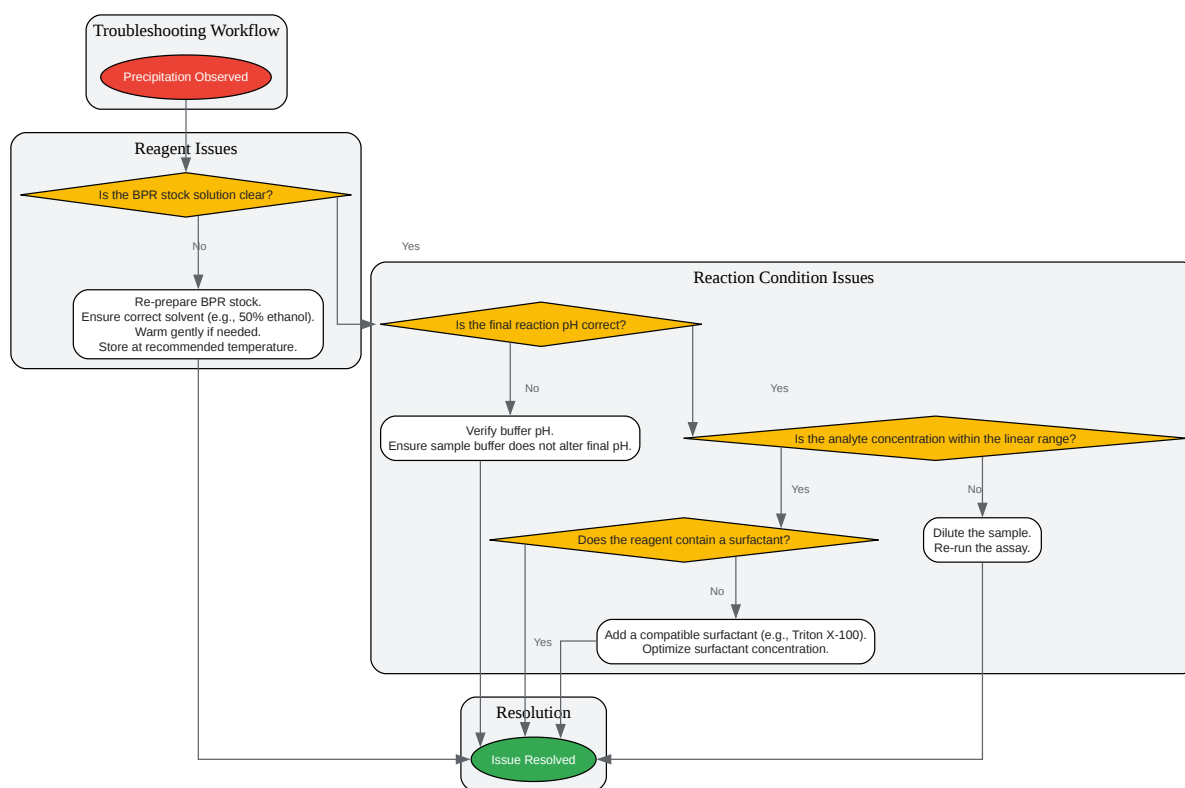 Troubleshooting Workflow
Precipitation Observed
Reagent Issues
Is the BPR stock solution clear?
No
Yes
Re-prepare BPR stock.
Ensure correct solvent (e.g., 50% ethanol).
Warm gently if needed.
Store at recommended temperature.
Reaction Condition Issues
Is the final reaction pH correct?
No
Yes
Verify buffer pH.
Ensure sample buffer does not alter final pH.
Is the analyte concentration within the linear range?
Yes
No
Does the reagent contain a surfactant?
Dilute the sample.
Re-run the assay.
No
Yes
Add a compatible surfactant (e.g., Triton X-100).
Optimize surfactant concentration.
Resolution
Issue Resolved